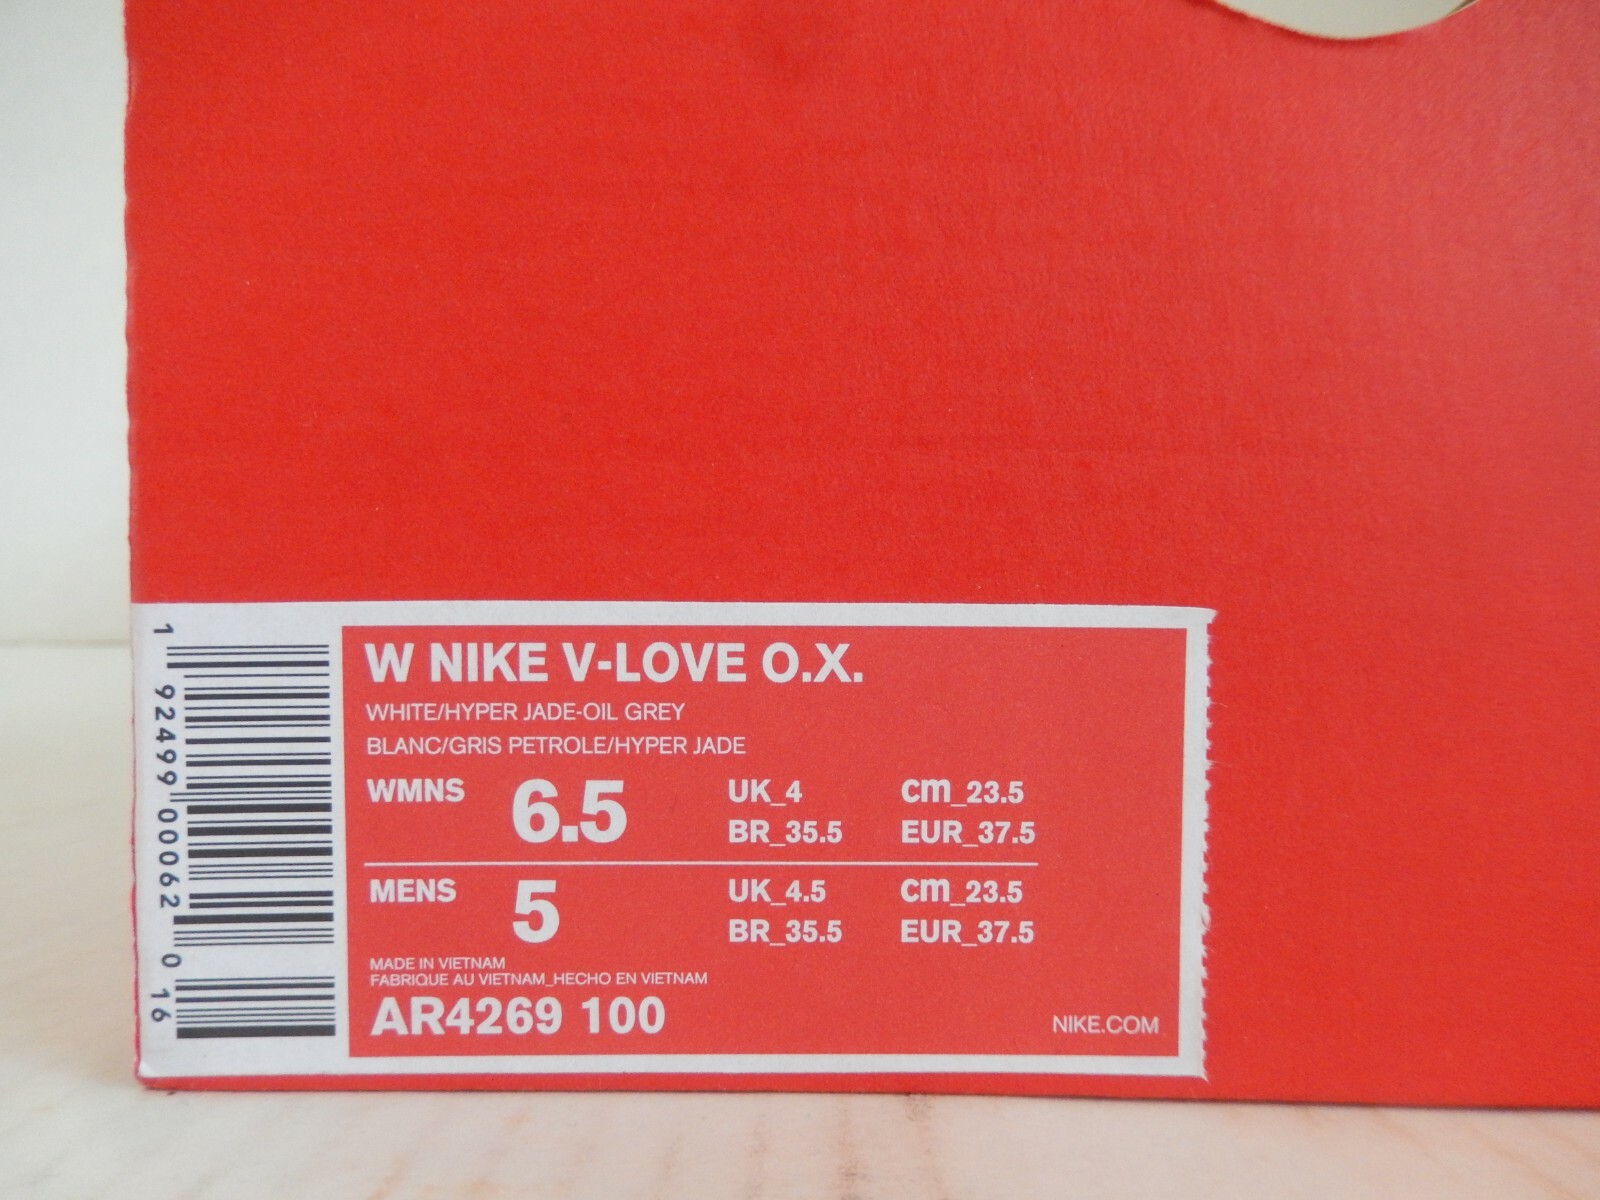 W NIKE V-LOVE O.X.
WHITE/HYPER JADE-OIL GREY
BLANC/GRIS PETROLE/HYPER JADE
WMNS 6.5 UK_4 cm_23.5
BR_35.5 EUR_37.5
MENS 5 UK_4.5 cm_23.5
BR_35.5 EUR_37.5
MADE IN VIETNAM
FABRIQUE AU VIETNAM_HECHO EN VIETNAM
AR4269 100
NIKE.COM
1 92499 00062 0 16